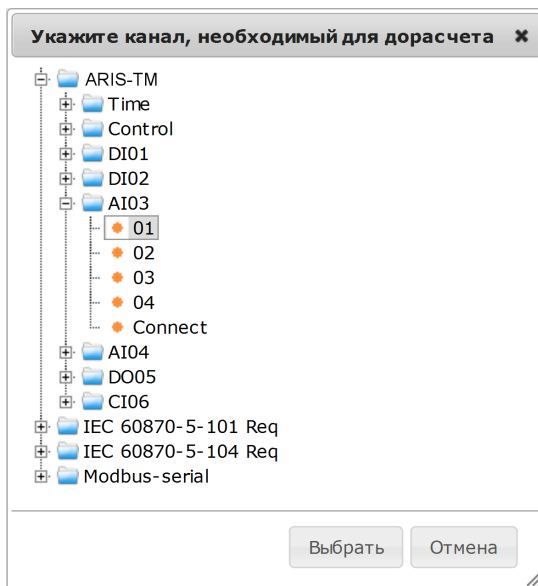 Укажите канал, необходимый для дорасчета
ARIS-TM
Time
Control
DI01
DI02
AI03
01
02
03
04
Connect
AI04
DO05
CI06
IEC 60870-5-101 Req
IEC 60870-5-104 Req
Modbus-serial
Выбрать Отмена